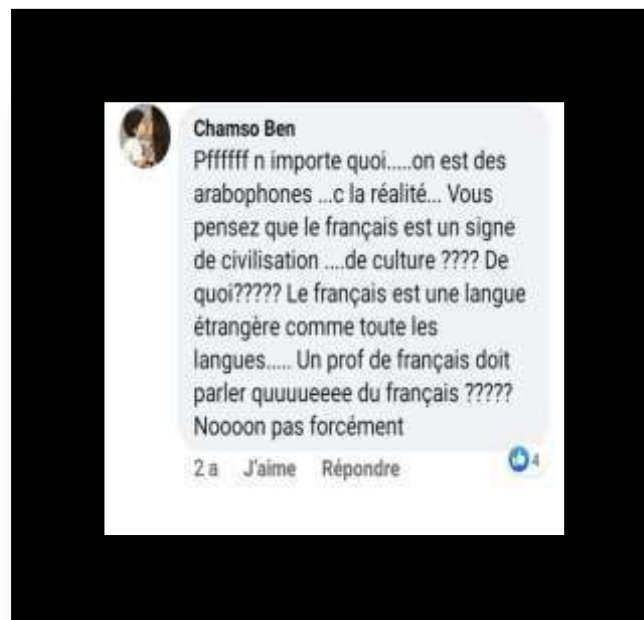 Chamso Ben
Pffffff n importe quoi.....on est des
arabophones ...c la réalité... Vous
pensez que le français est un signe
de civilisation ....de culture ???? De
quoi????? Le français est une langue
étrangère comme toute les
langues..... Un prof de français doit
parler quuuueeee du français ?????
Noooon pas forcément
2 a J'aime Répondre 4